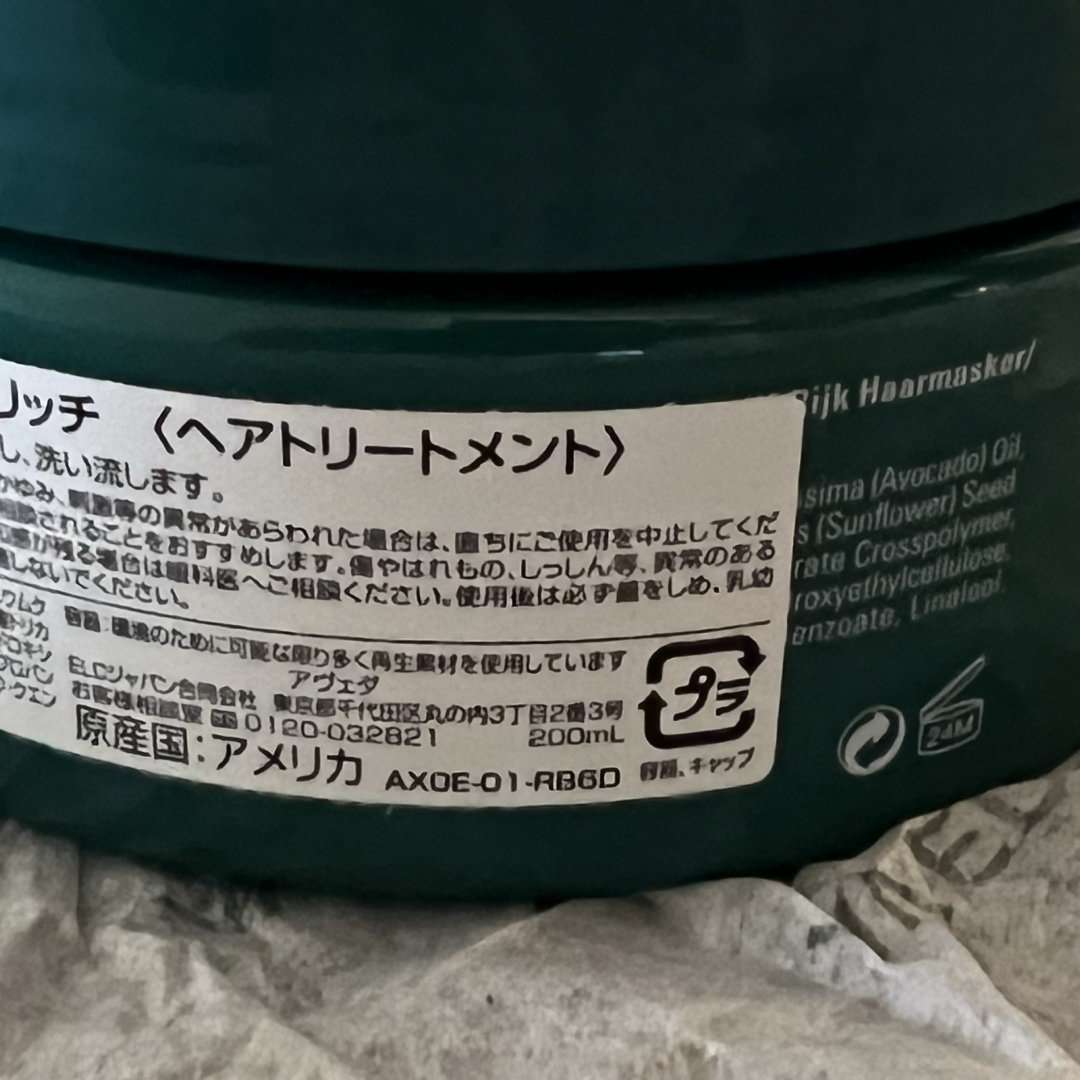 リッチ 〈ヘアトリートメント〉
し、洗い流します。
かゆみ、刺激等の異常があらわれた場合は、直ちにご使用を中止してくだ
相談されることをおすすめします。傷やはれもの、しっしん等、異常のある
が残る場合は眼科医へご相談ください。使用後は必ず蓋をしめ、乳幼
しないでください。
容器:環境のために可能な限り多く再生素材を使用しています
アヴェダ
ELCジャパン合同会社 東京都千代田区丸の内3丁目2番3号
お客様相談室 0120-032821 200mL
原産国:アメリカ AX0E-01-RB6D
プラ
容器、キャップ
Rijk Haarmasker/
ssima (Avocado) Oil,
s (Sunflower) Seed
rate Crosspolymer,
roxyethylcellulose,
enzoate, Linalool.
24M